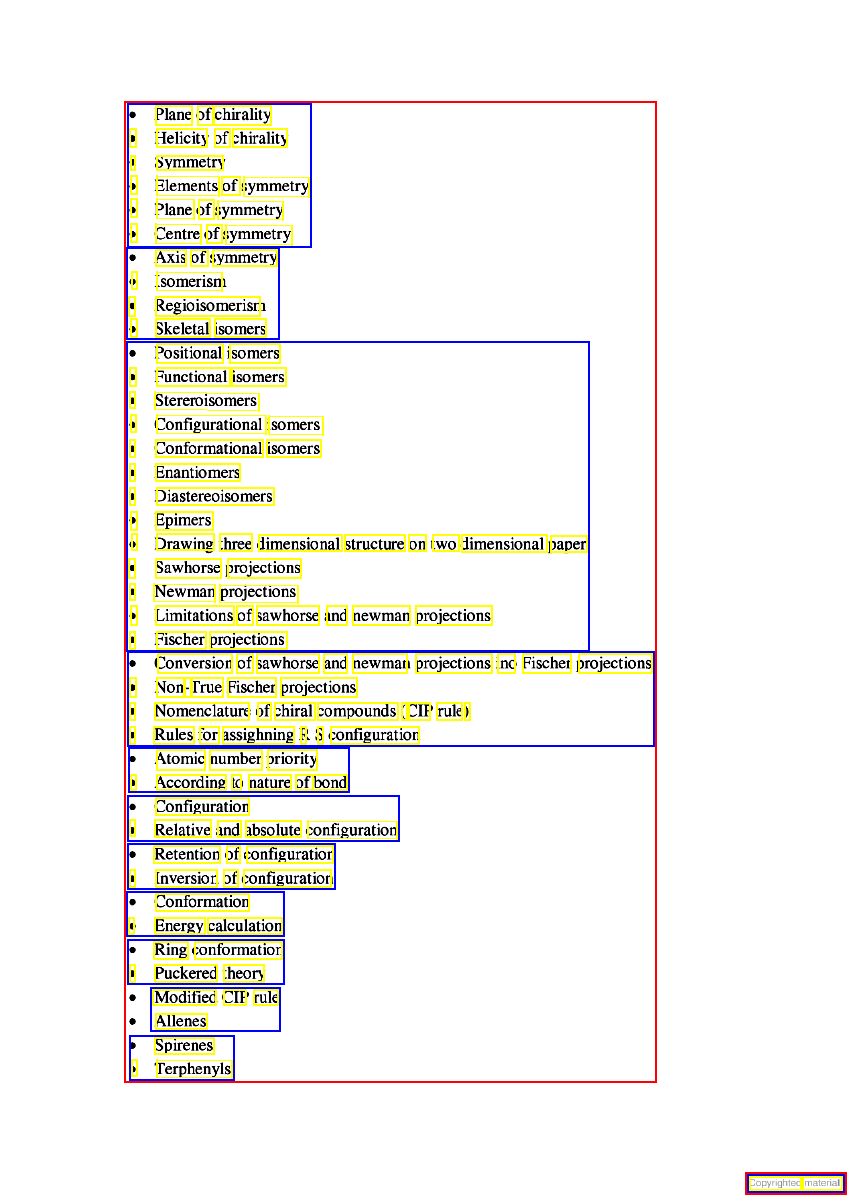 • Plane of chirality
• Helicity of chirality
• Symmetry
• Elements of symmetry
• Plane of symmetry
• Centre of symmetry
• Axis of symmetry
• Isomerism
• Regioisomerism
• Skeletal isomers
• Positional isomers
• Functional isomers
• Stereroisomers
• Configurational isomers
• Conformational isomers
• Enantiomers
• Diastereoisomers
• Epimers
• Drawing three dimensional structure on two dimensional paper
• Sawhorse projections
• Newman projections
• Limitations of sawhorse and newman projections
• Fischer projections
• Conversion of sawhorse and newman projections ino Fischer projections
• Non-True Fischer projections
• Nomenclature of chiral compounds (CIP rule)
• Rules for assighning R S configuration
• Atomic number priority
• According to nature of bond
• Configuration
• Relative and absolute configuration
• Retention of configuration
• Inversion of configuration
• Conformation
• Energy calculation
• Ring conformation
• Puckered theory
• Modified CIP rule
• Allenes
• Spirenes
• Terphenyls
Copyrighted material